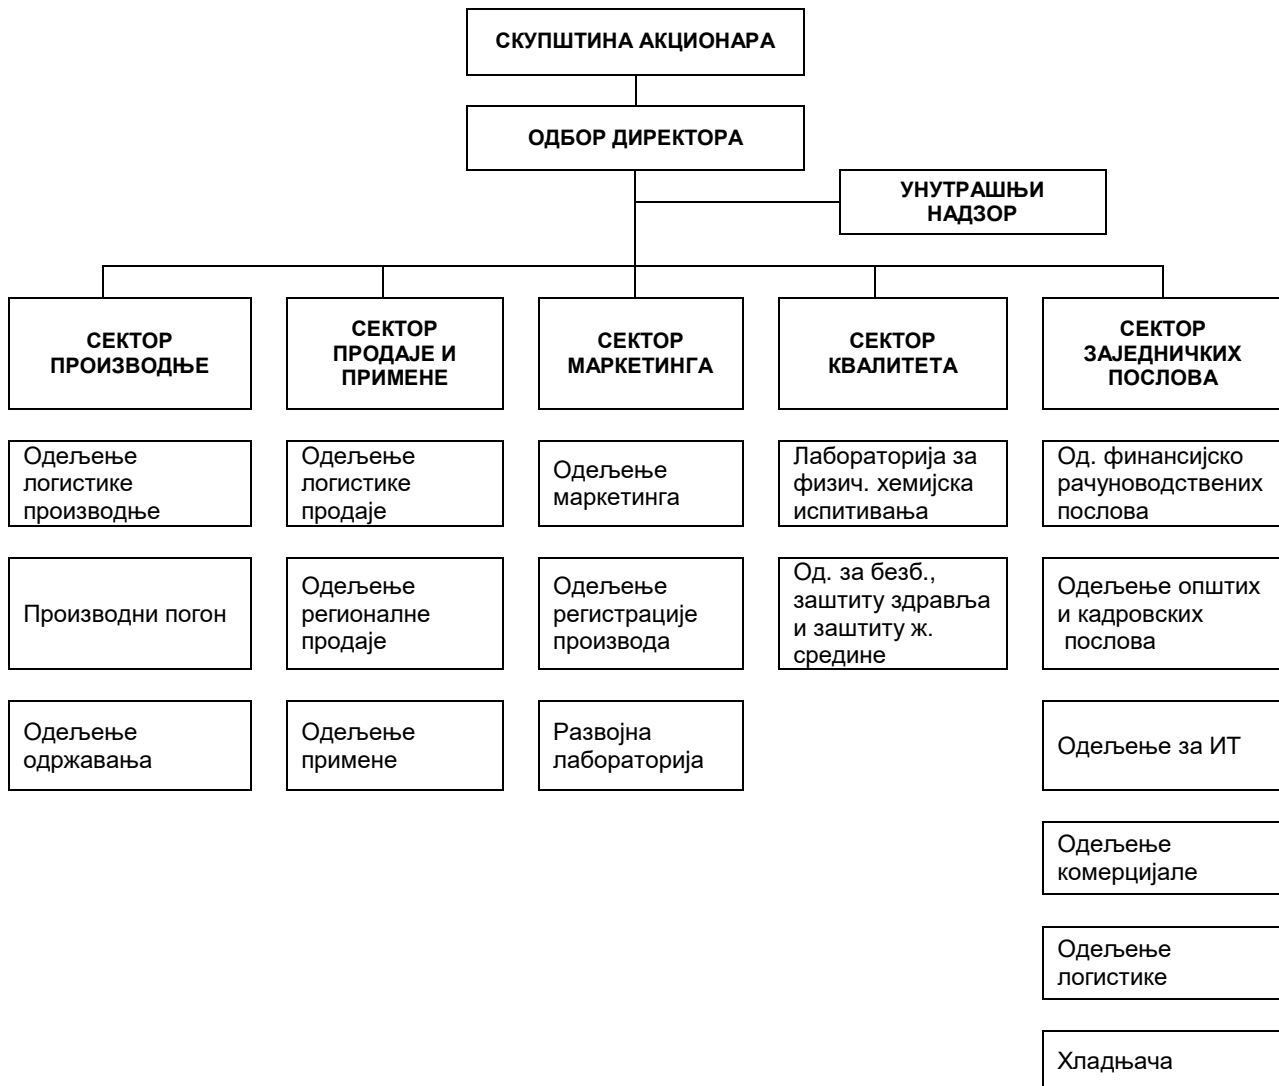 СКУПШТИНА АКЦИОНАРА
ОДБОР ДИРЕКТОРА
УНУТРАШЊИ
НАДЗОР
СЕКТОР
ПРОИЗВОДЊЕ
СЕКТОР
ПРОДАЈЕ И
ПРИМЕНЕ
СЕКТОР
МАРКЕТИНГА
СЕКТОР
КВАЛИТЕТА
СЕКТОР
ЗАЈЕДНИЧКИХ
ПОСЛОВА
Одељење
логистике
производње
Одељење
логистике
продаје
Одељење
маркетинга
Лабораторија за
физич. хемијска
испитивања
Од. финансијско
рачуноводствених
послова
Производни погон
Одељење
регионалне
продаје
Одељење
регистрације
производа
Од. за безб.,
заштиту здравља
и заштиту ж.
средине
Одељење општих
и кадровских
послова
Одељење
одржавања
Одељење
примене
Развојна
лабораторија
Одељење за ИТ
Одељење
комерцијале
Одељење
логистике
Хладњача